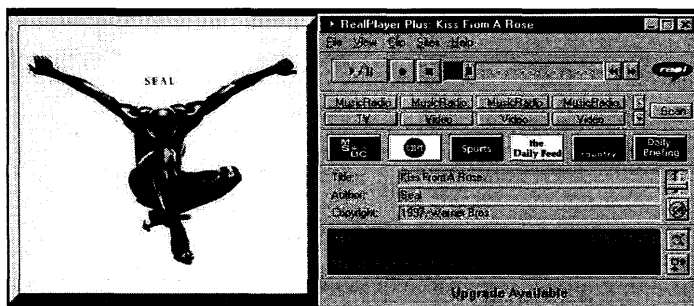 SEAL
RealPlayer Plus: Kiss From A Rose
File View Clip Sites Help
real
MusicRadio MusicRadio MusicRadio MusicRadio
TV Video Video Video
Scan
Sports the Daily Feed Country Daily Briefing
Title: Kiss From A Rose
Author: Seal
Copyright: 1997 Warner Bros
Upgrade Available